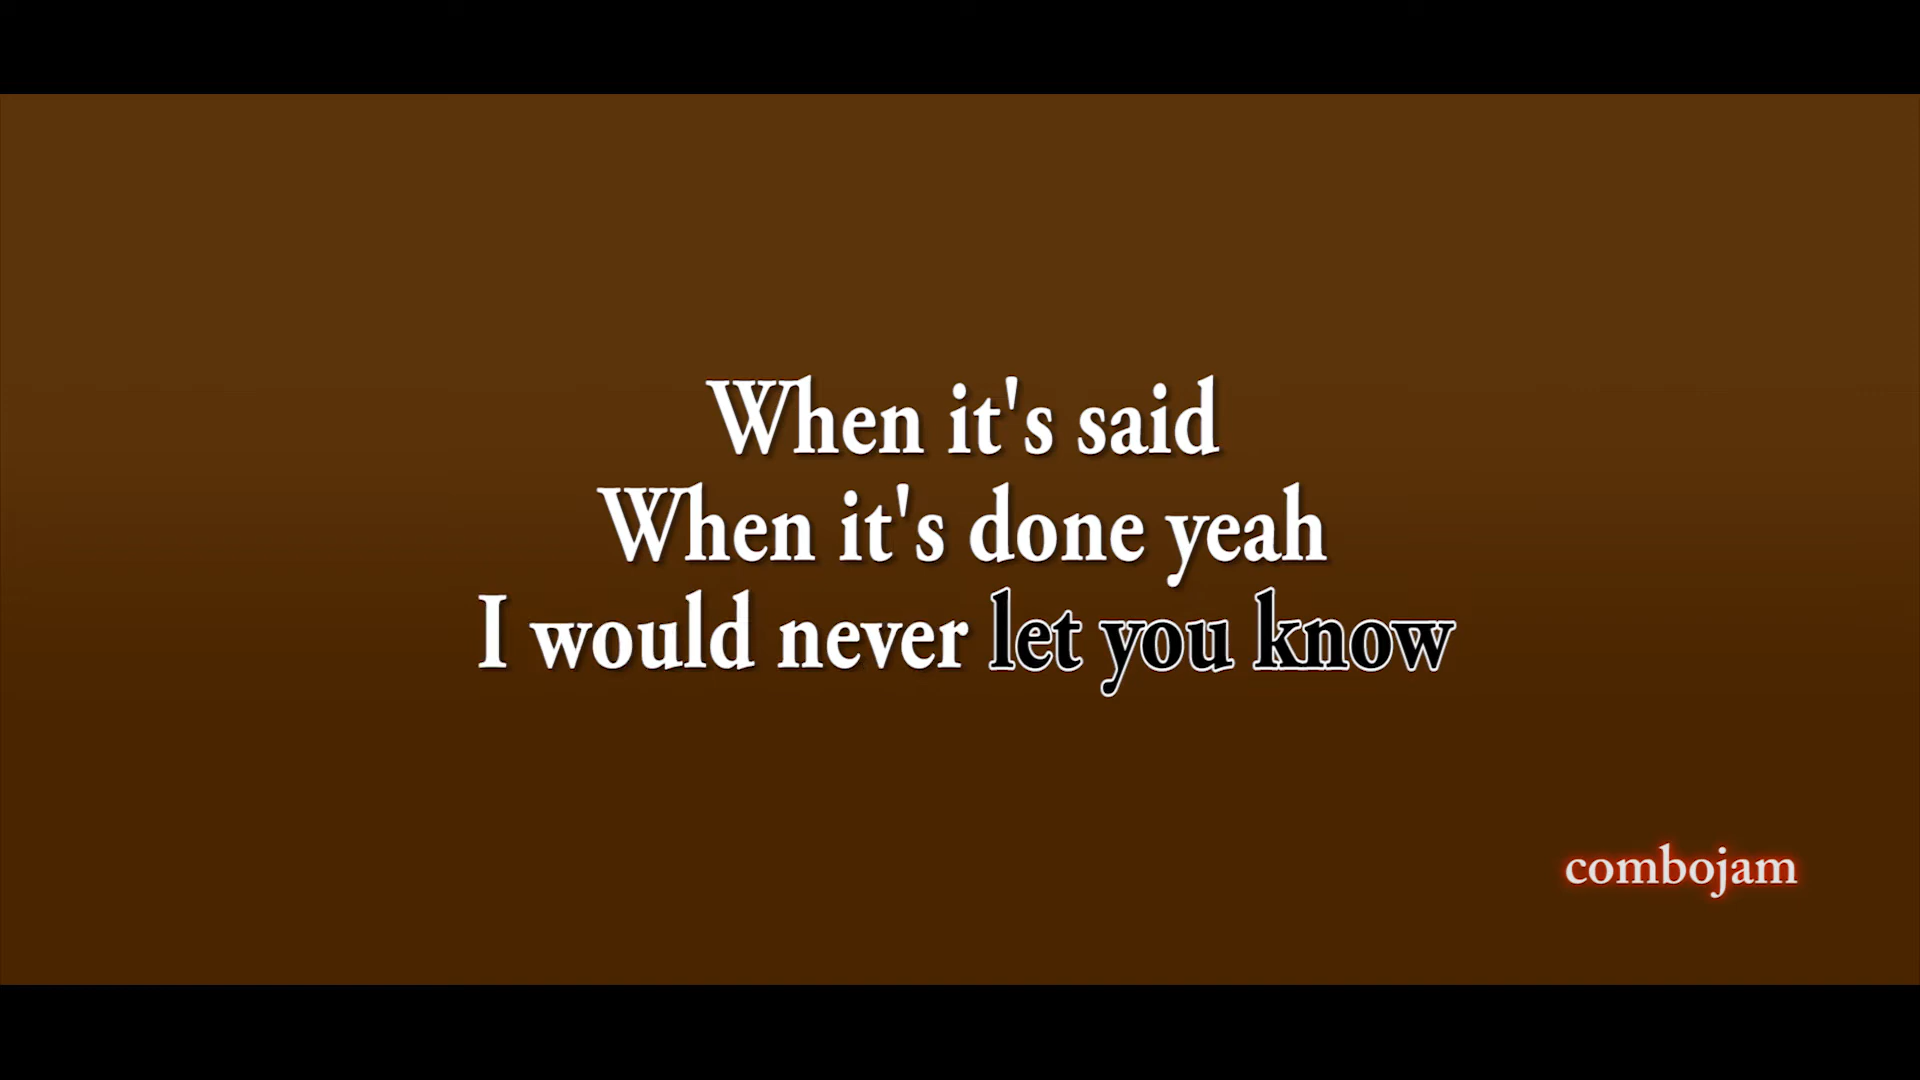 When it's said
When it's done yeah
I would never let you know
combojam